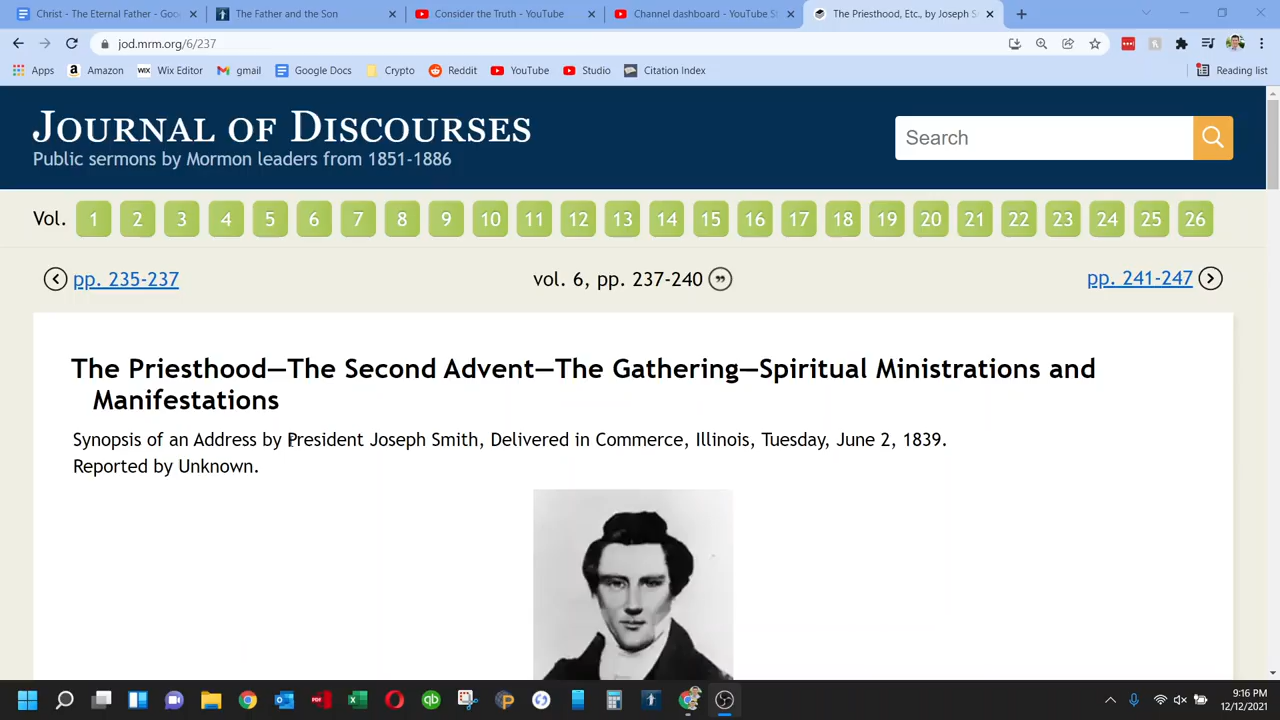 Christ - The Eternal Father - Goo
The Father and the Son
Consider the Truth - YouTube
Channel dashboard - YouTube St
The Priesthood, Etc., by Joseph S
jod.mrm.org/6/237
Apps
Amazon
WIX
Wix Editor
gmail
Google Docs
Crypto
Reddit
YouTube
Studio
Citation Index
Reading list
JOURNAL OF DISCOURSES
Public sermons by Mormon leaders from 1851-1886
Search
Vol. 1 2 3 4 5 6 7 8 9 10 11 12 13 14 15 16 17 18 19 20 21 22 23 24 25 26
pp. 235-237
vol. 6, pp. 237-240
pp. 241-247
The Priesthood—The Second Advent—The Gathering—Spiritual Ministrations and
Manifestations
Synopsis of an Address by President Joseph Smith, Delivered in Commerce, Illinois, Tuesday, June 2, 1839.
Reported by Unknown.
9:16 PM
12/12/2021